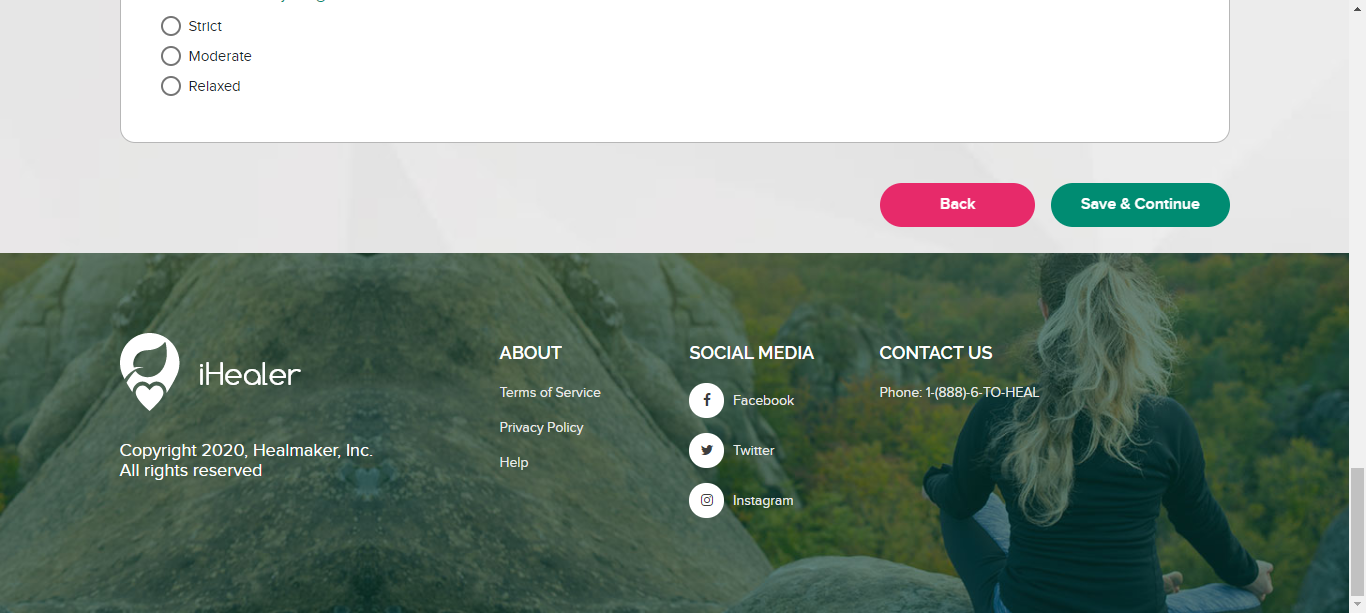 Strict
Moderate
Relaxed
Back
Save & Continue
iHealer
Copyright 2020, Healmaker, Inc.
All rights reserved
ABOUT
Terms of Service
Privacy Policy
Help
SOCIAL MEDIA
Facebook
Twitter
Instagram
CONTACT US
Phone: 1-(888)-6-TO-HEAL